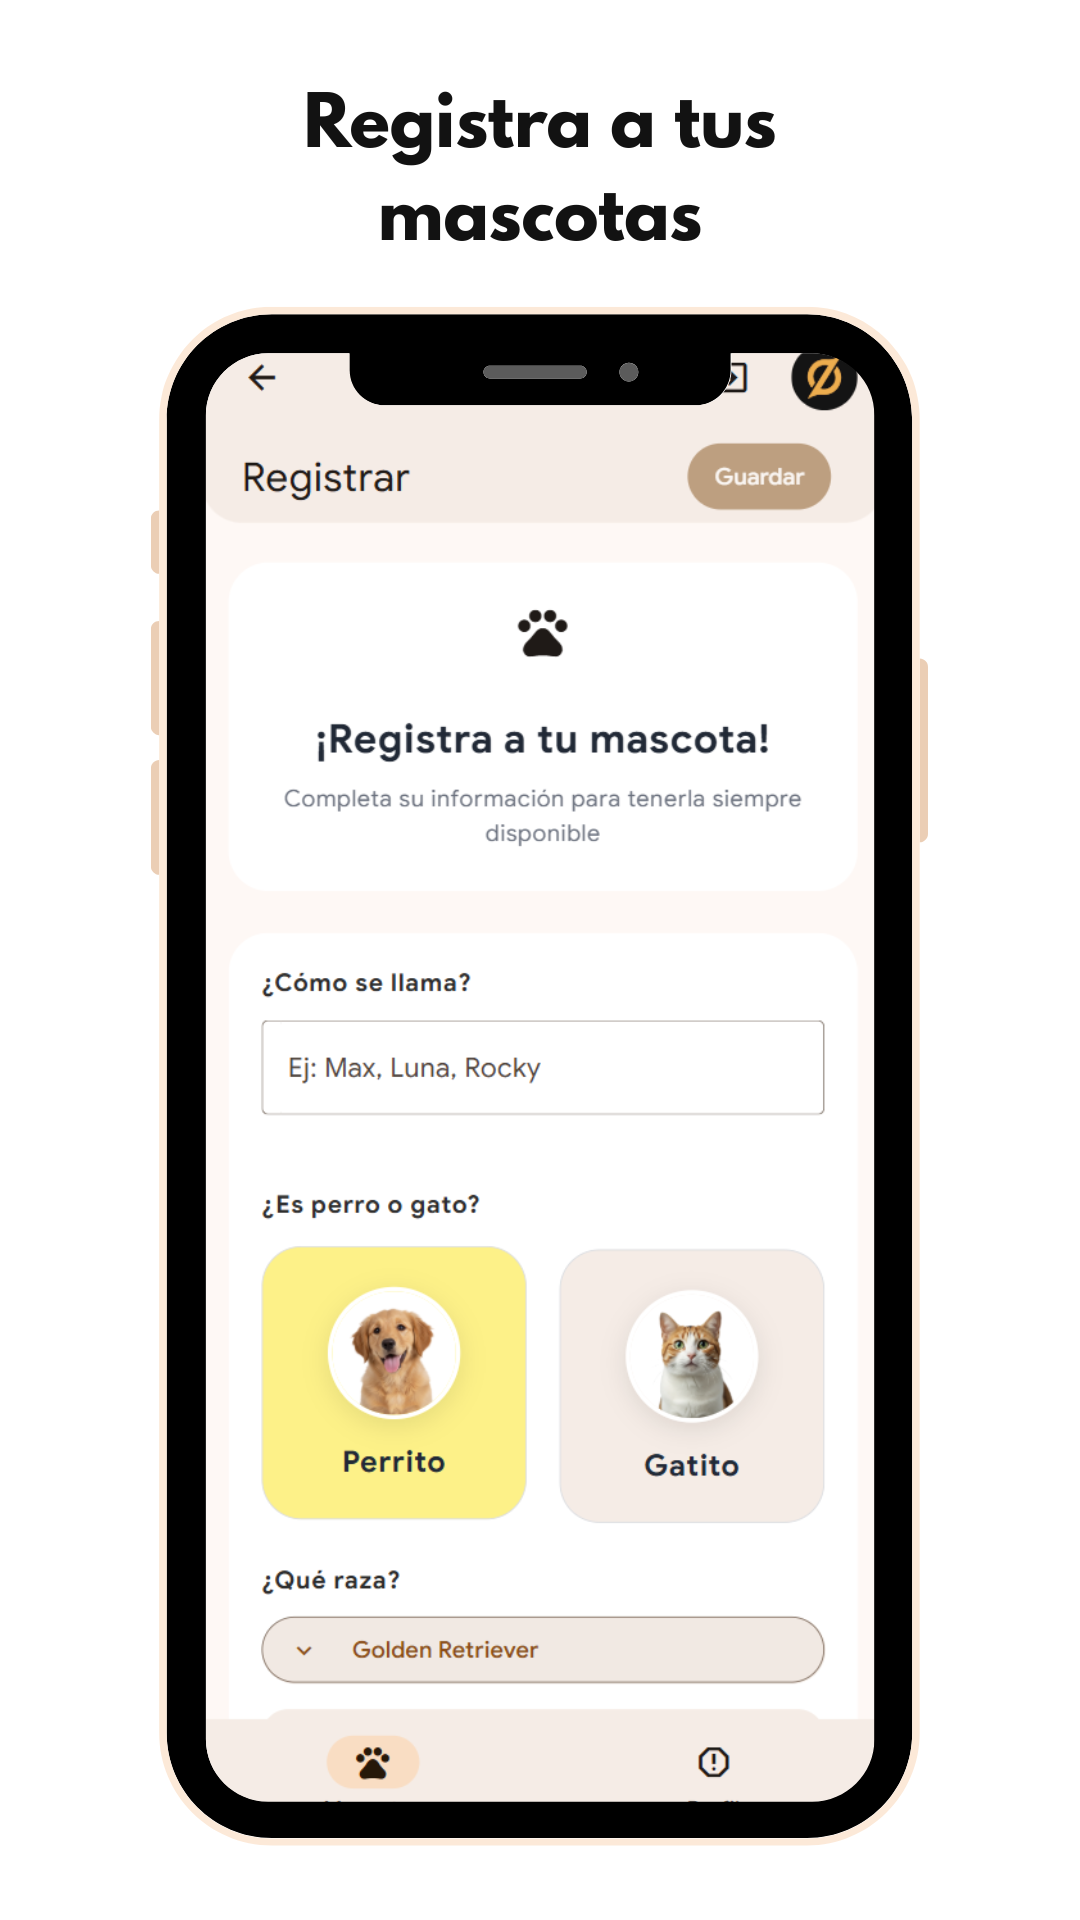 Registra a tus
mascotas
Registrar
Guardar
¡Registra a tu mascota!
Completa su información para tenerla siempre
disponible
¿Cómo se llama?
Ej: Max, Luna, Rocky
¿Es perro o gato?
Perrito
Gatito
¿Qué raza?
Golden Retriever